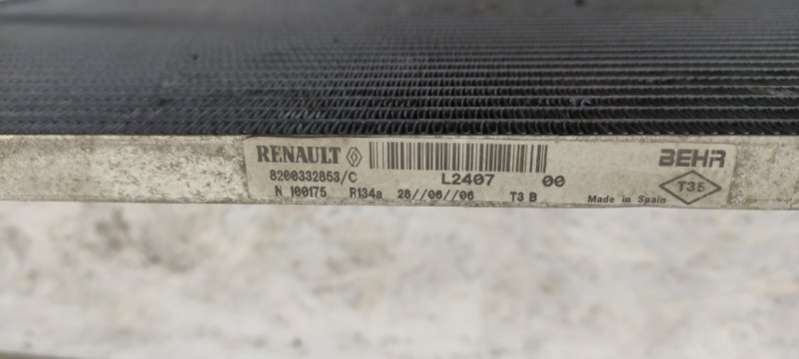 RENAULT BEHR
8200332853/C L2407 00
N 100175 R134a 28//06//06 T3 B Made in Spain T35